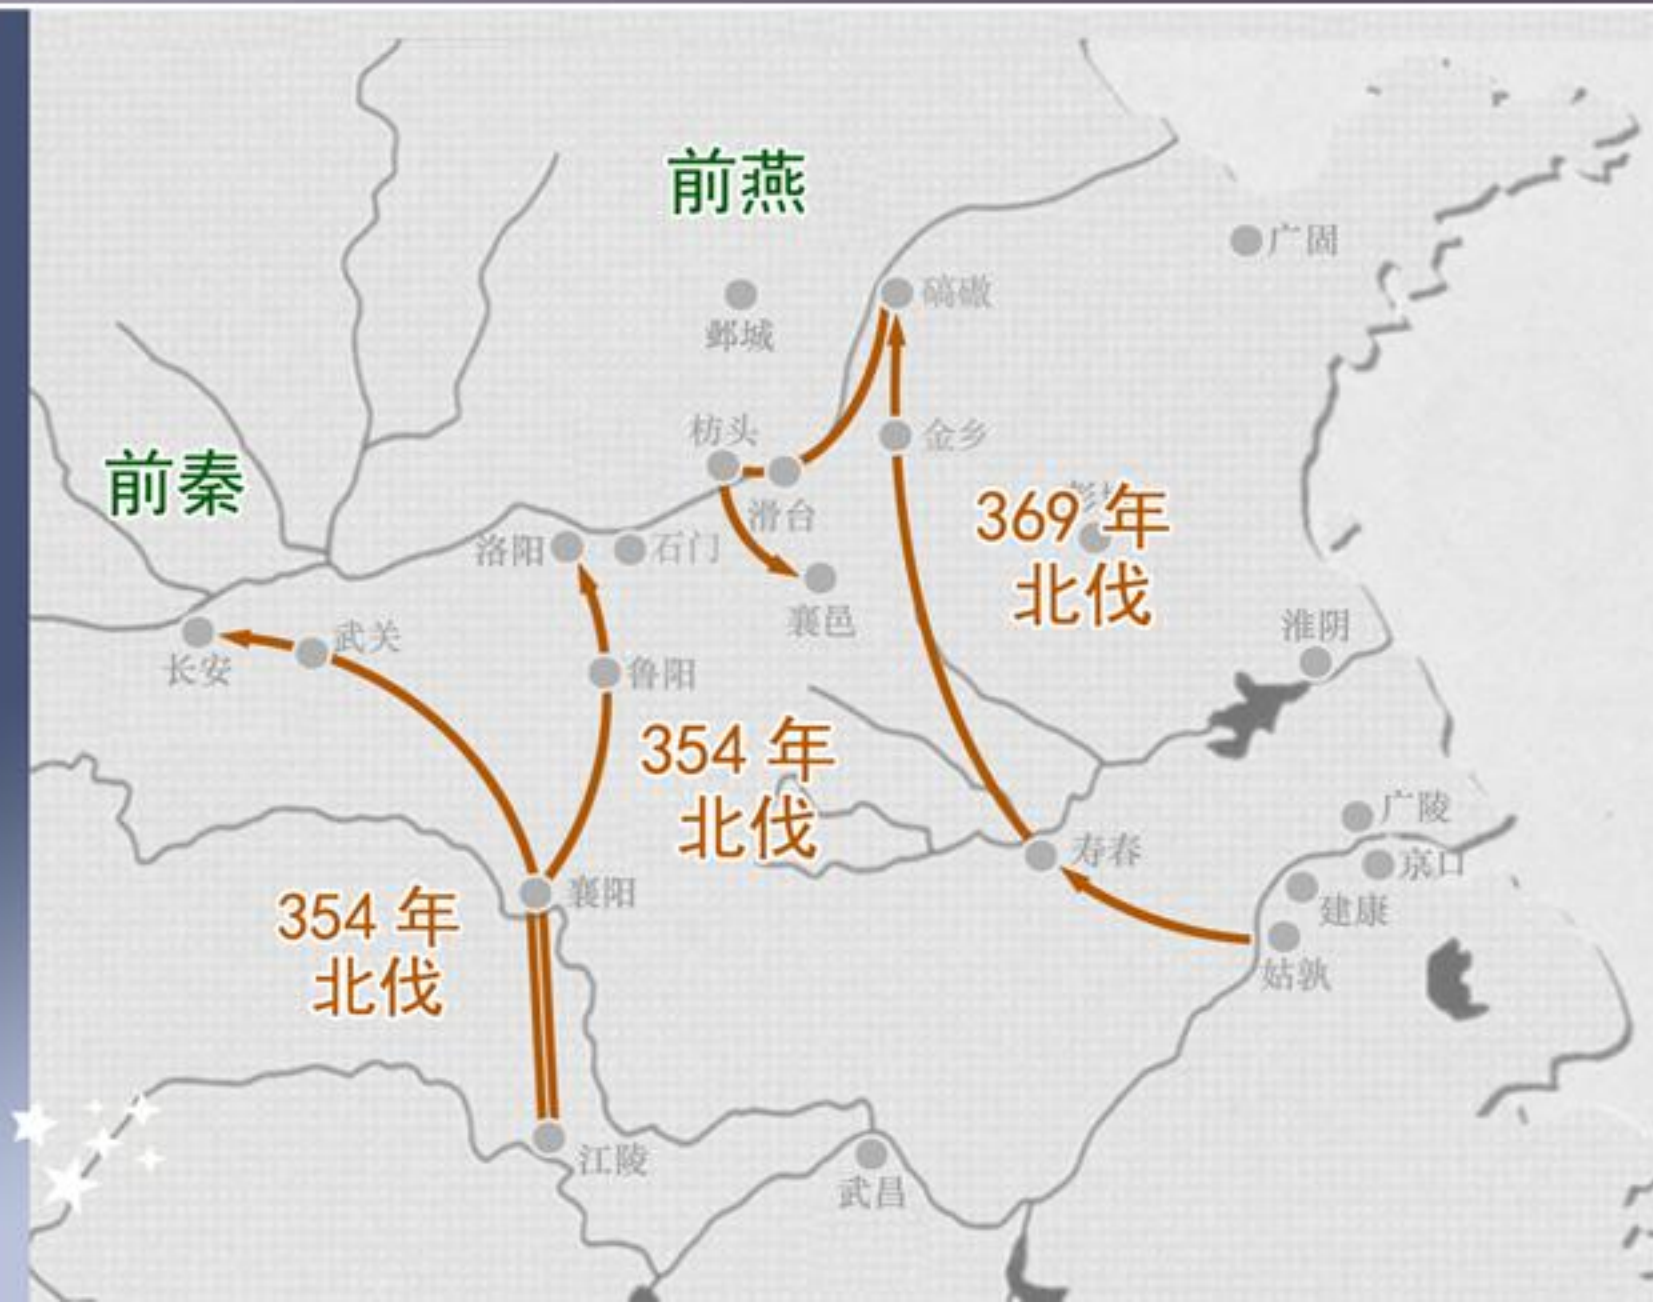 前燕
广固
碻磝
邺城
枋头
金乡
前秦
滑台
369 年
北伐
洛阳
石门
襄邑
淮阴
长安
武关
鲁阳
354 年
北伐
广陵
寿春
京口
354 年
北伐
襄阳
建康
姑孰
江陵
武昌